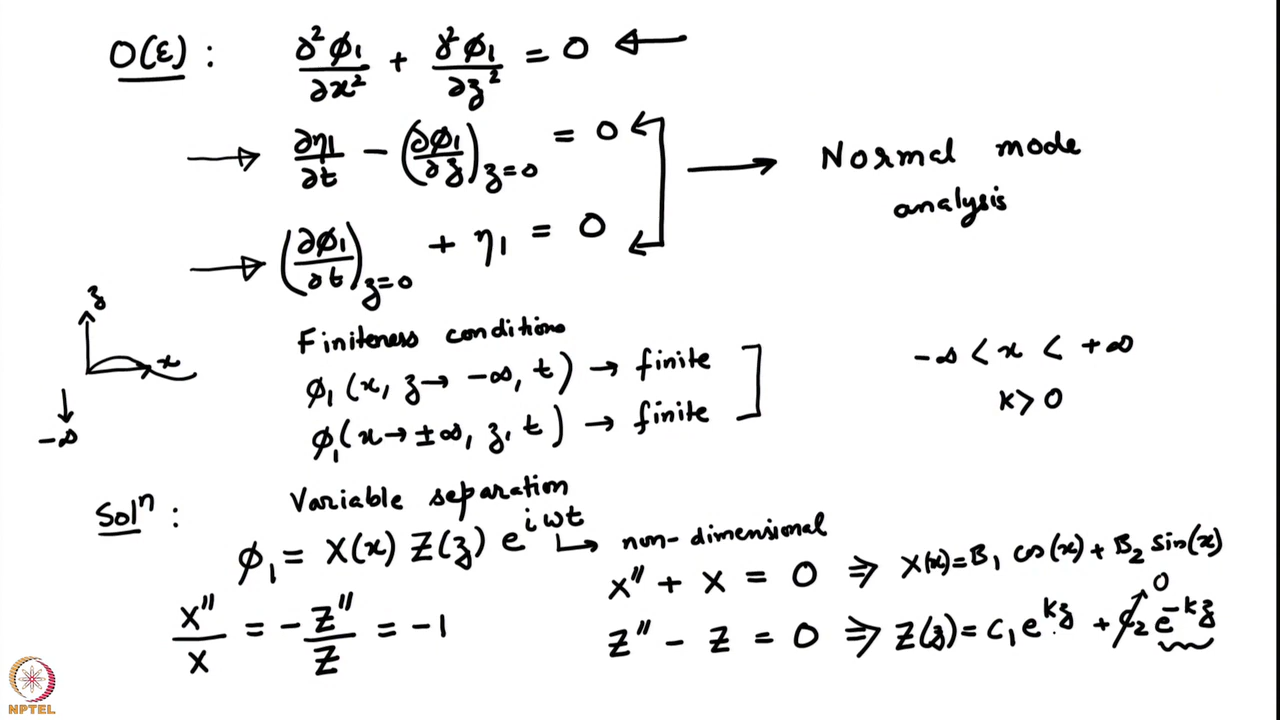 O(ε) : ∂²φ₁/∂x² + ∂²φ₁/∂z² = 0 ←
→ ∂η₁/∂t − (∂φ₁/∂z)_{z=0} = 0
→ Normal mode
analysis
→ (∂φ₁/∂t)_{z=0} + η₁ = 0
z
x
-∞
Finiteness conditions
φ₁(x, z→ -∞, t) → finite
φ₁(x→ ±∞, z, t) → finite
-∞ < x < +∞
k > 0
Solⁿ : Variable separation
φ₁ = X(x) Z(z) e^{iωt}
↳ non-dimensional
X''/X = − Z''/Z = −1
X'' + X = 0 ⇒ X(x) = B₁ cos(x) + B₂ sin(x)
Z'' − Z = 0 ⇒ Z(z) = C₁ e^{kz} + C₂ e^{-kz}
0
NPTEL